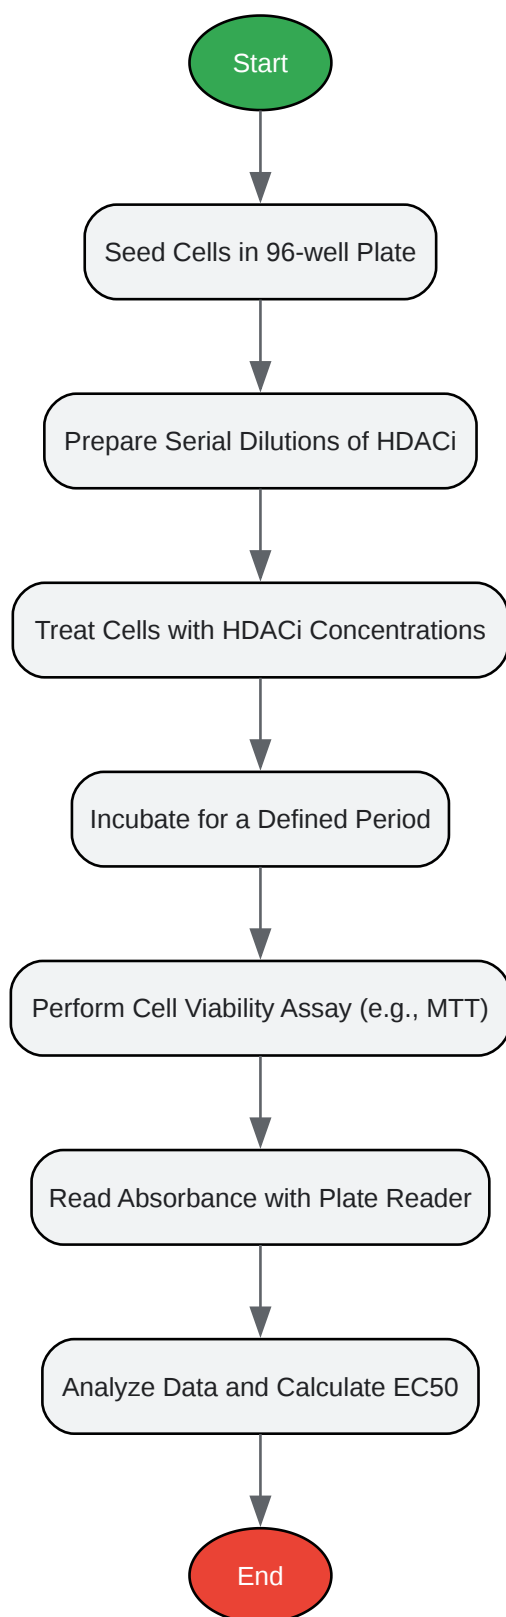 Start
Seed Cells in 96-well Plate
Prepare Serial Dilutions of HDACi
Treat Cells with HDACi Concentrations
Incubate for a Defined Period
Perform Cell Viability Assay (e.g., MTT)
Read Absorbance with Plate Reader
Analyze Data and Calculate EC50
End